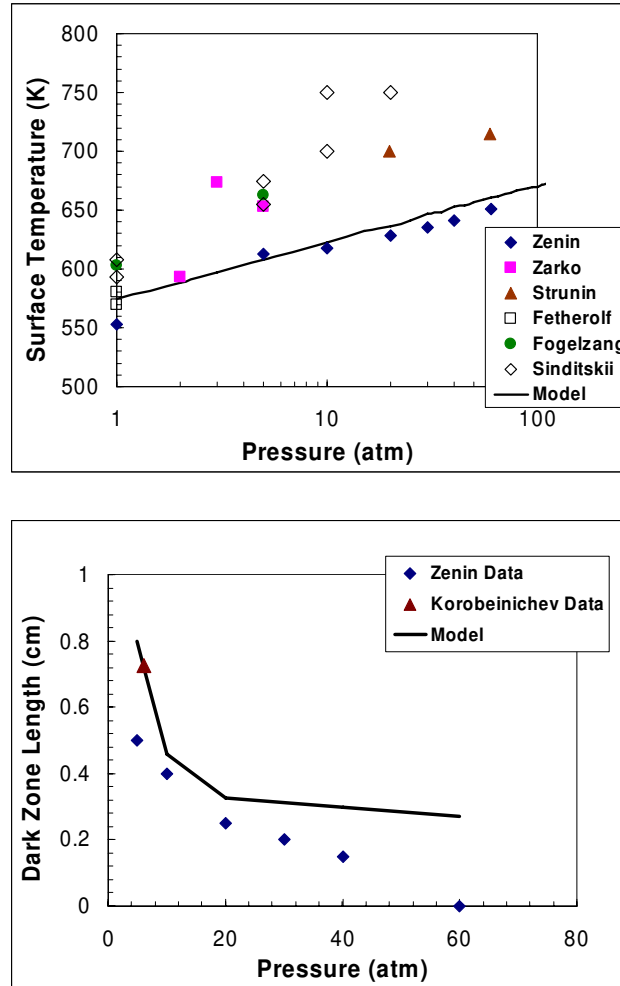 800
750
700
650
600
550
500
Surface Temperature (K)
1
10
100
Pressure (atm)
Zenin
Zarko
Strunin
Fetherolf
Fogelzang
Sinditskii
Model
1
0.8
0.6
0.4
0.2
0
Dark Zone Length (cm)
0
20
40
60
80
Pressure (atm)
Zenin Data
Korobeinichev Data
Model